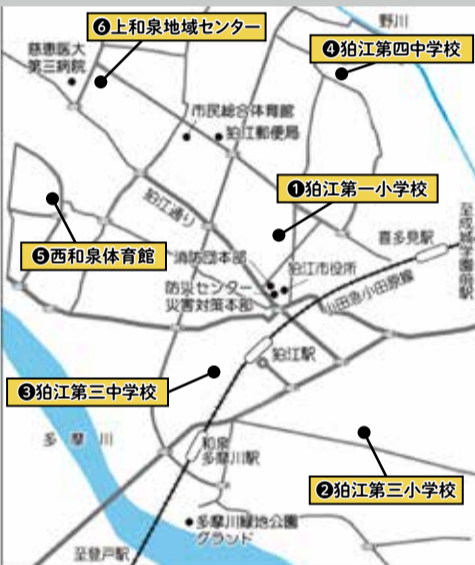 ❻上和泉地域センター
野川
慈恵医大
第三病院
❹狛江第四中学校
市民総合体育館
狛江郵便局
❶狛江第一小学校
狛江通り
至成城学園前駅
喜多見駅
❺西和泉体育館
消防団本部
狛江市役所
防災センター
災害対策本部
小田急小田原線
狛江駅
❸狛江第三中学校
多摩川
和泉
多摩川駅
❷狛江第三小学校
多摩川緑地公園
グランド
至登戸駅